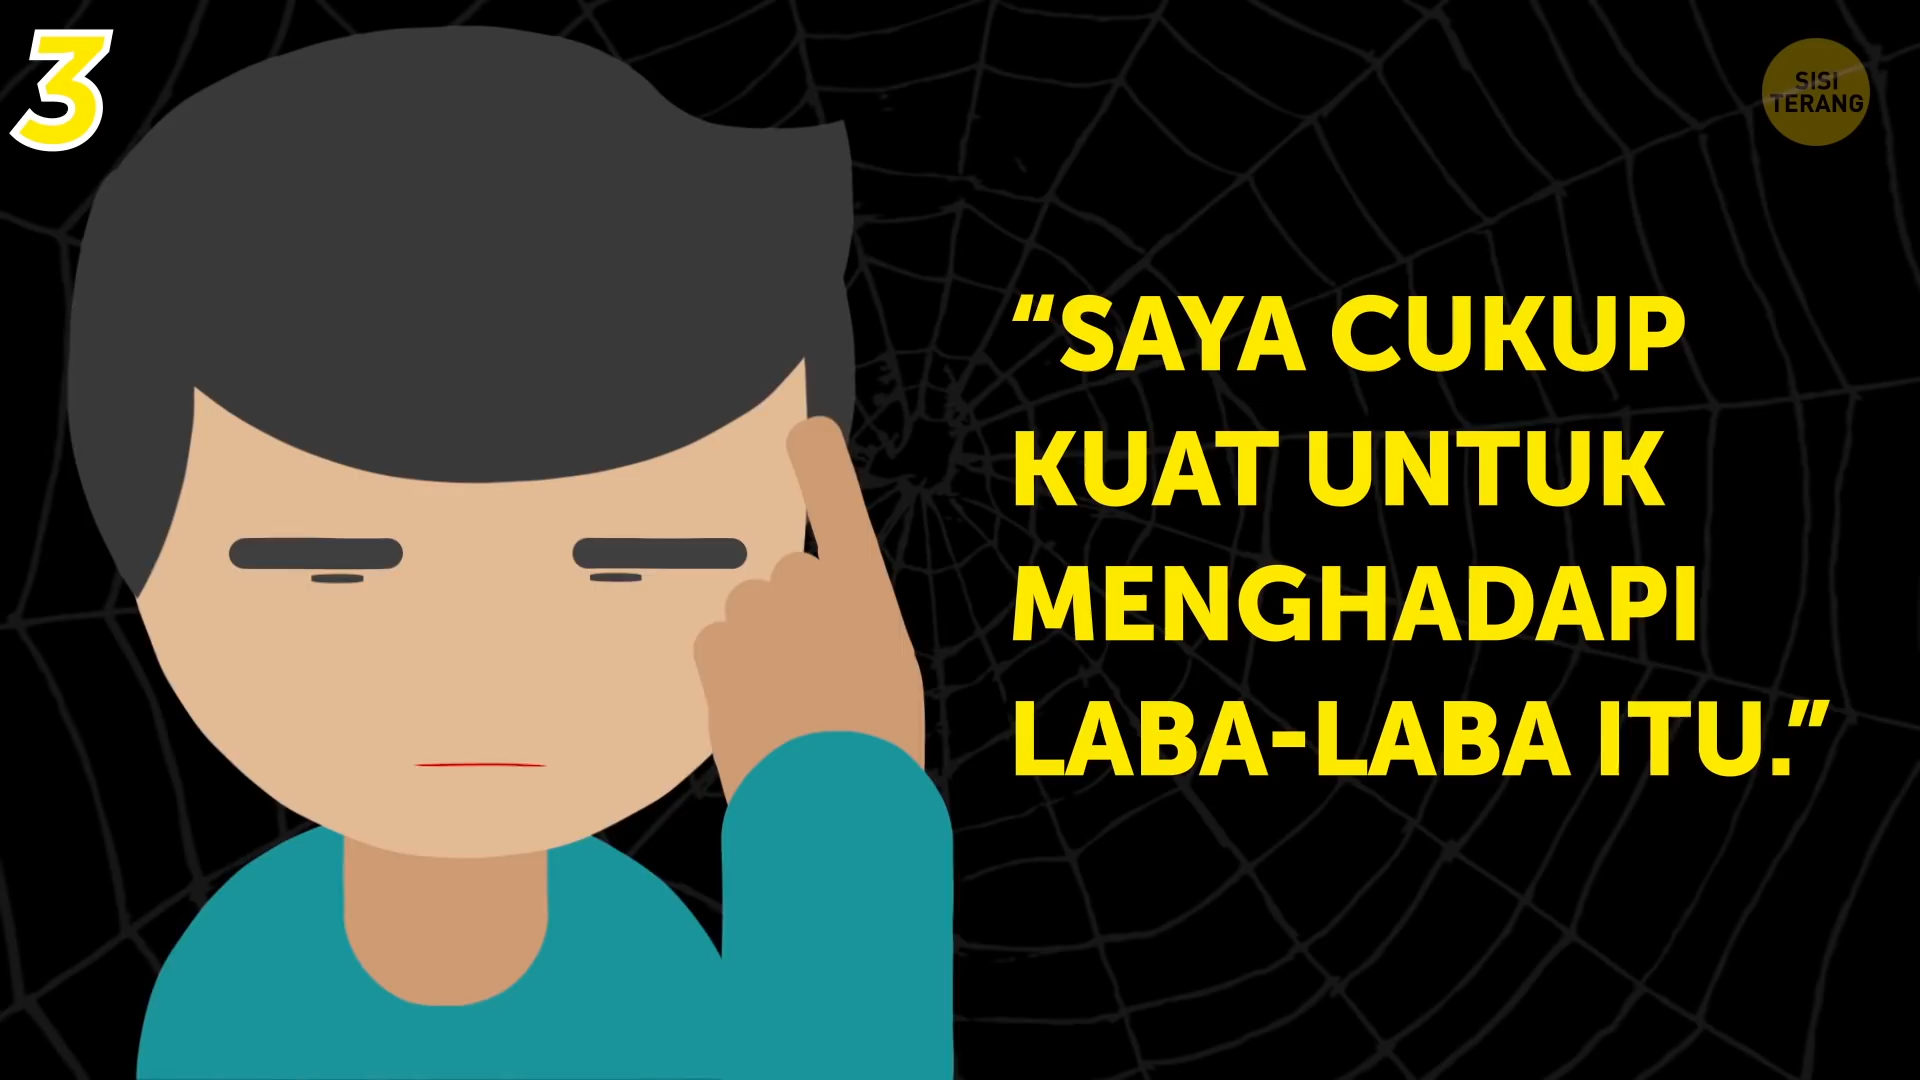 3
SISI
TERANG
“SAYA CUKUP
KUAT UNTUK
MENGHADAPI
LABA-LABA ITU.”